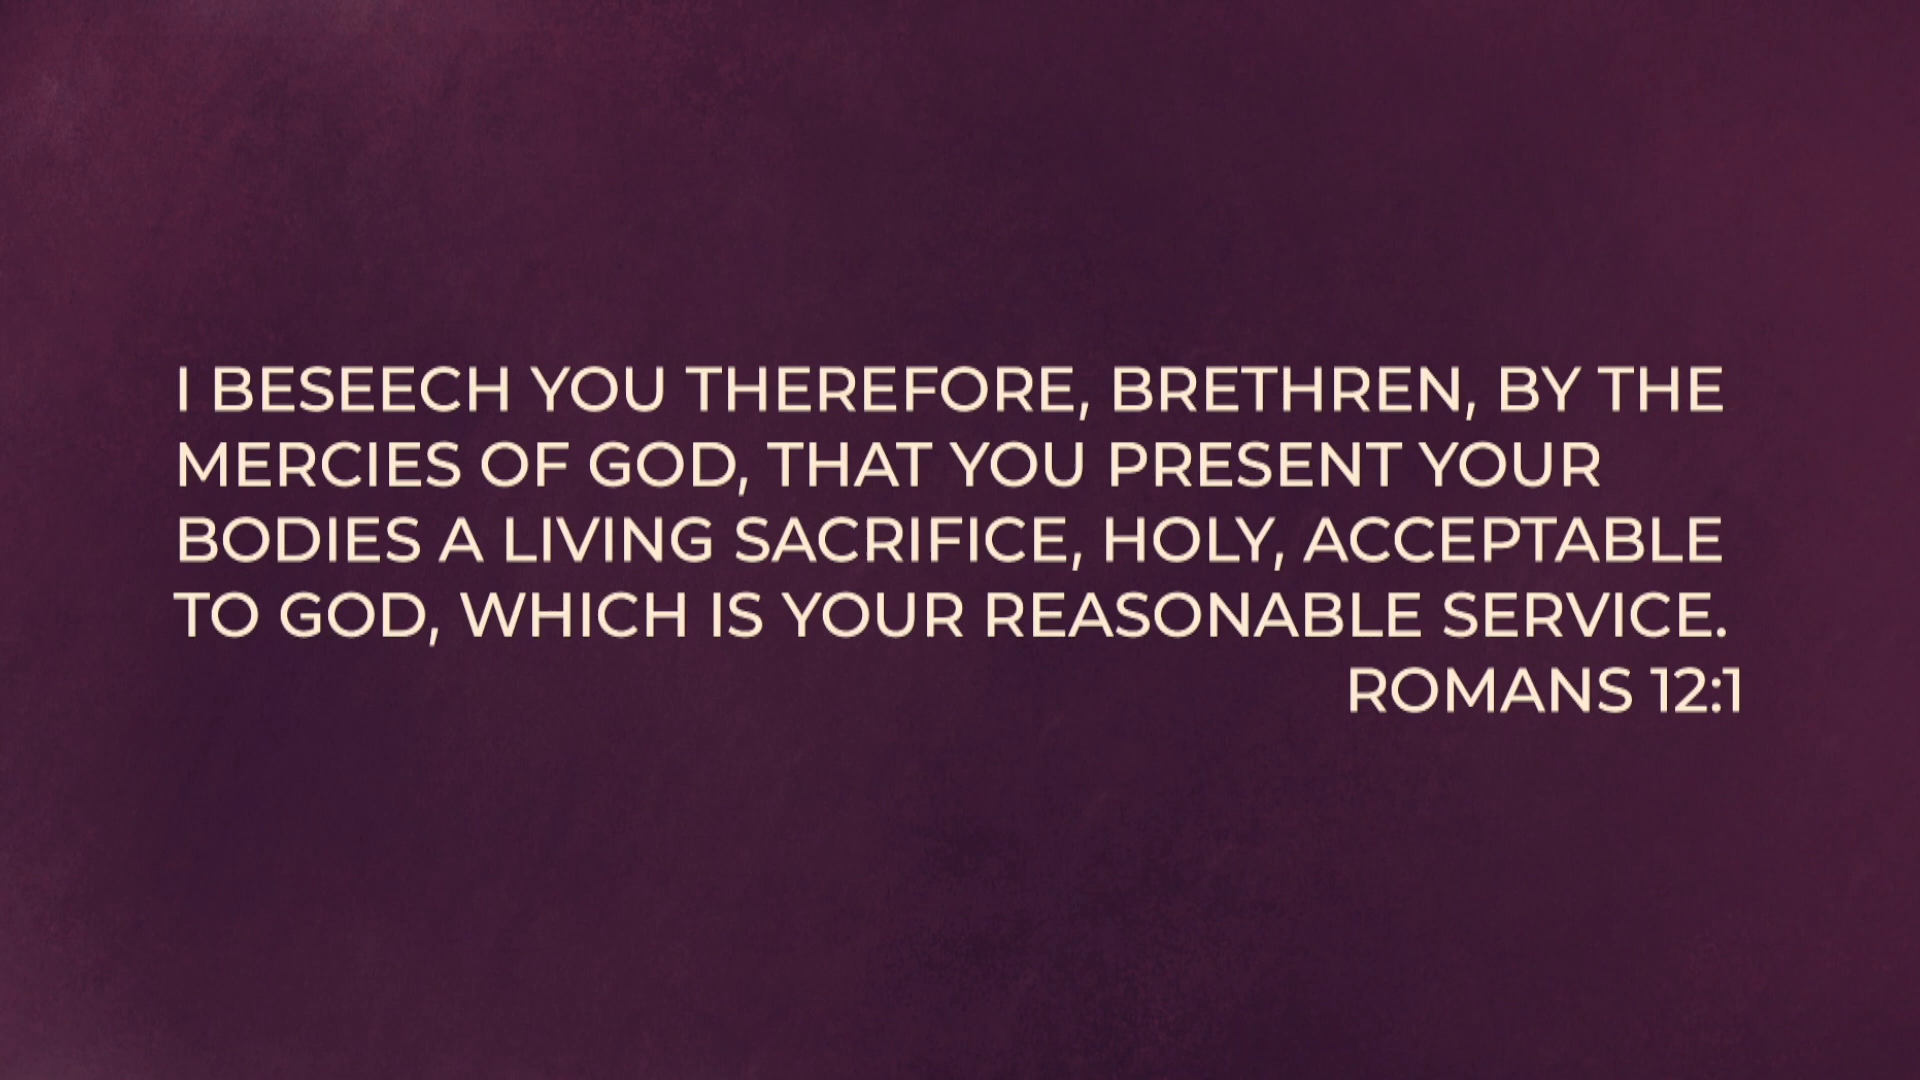 I BESEECH YOU THEREFORE, BRETHREN, BY THE
MERCIES OF GOD, THAT YOU PRESENT YOUR
BODIES A LIVING SACRIFICE, HOLY, ACCEPTABLE
TO GOD, WHICH IS YOUR REASONABLE SERVICE.
ROMANS 12:1